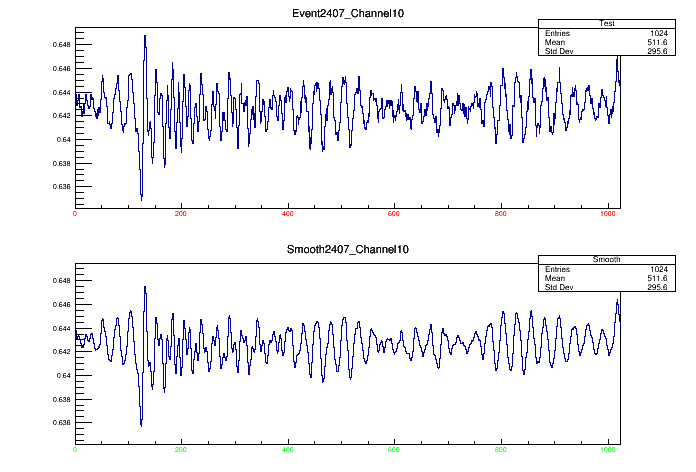 Event2407_Channel10
Test
Entries 1024
Mean 511.6
Std Dev 295.6
0.648
0.646
0.644
0.642
0.64
0.638
0.636
0 200 400 600 800 1000
Smooth2407_Channel10
Smooth
Entries 1024
Mean 511.6
Std Dev 295.6
0.648
0.646
0.644
0.642
0.64
0.638
0.636
0 200 400 600 800 1000